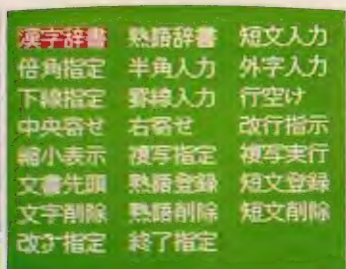 漢字辞書 熟語辞書 短文入力
倍角指定 半角入力 外字入力
下線指定 罫線入力 行空け
中央寄せ 右寄せ 改行指示
縮小表示 複写指定 複写実行
文書先頭 熟語登録 短文登録
文字削除 熟語削除 短文削除
改行指定 終了指定